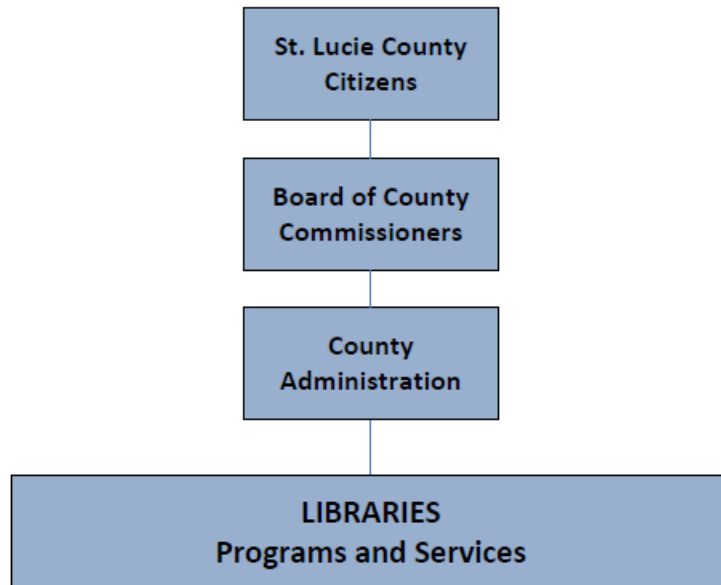 St. Lucie County
Citizens
Board of County
Commissioners
County
Administration
LIBRARIES
Programs and Services